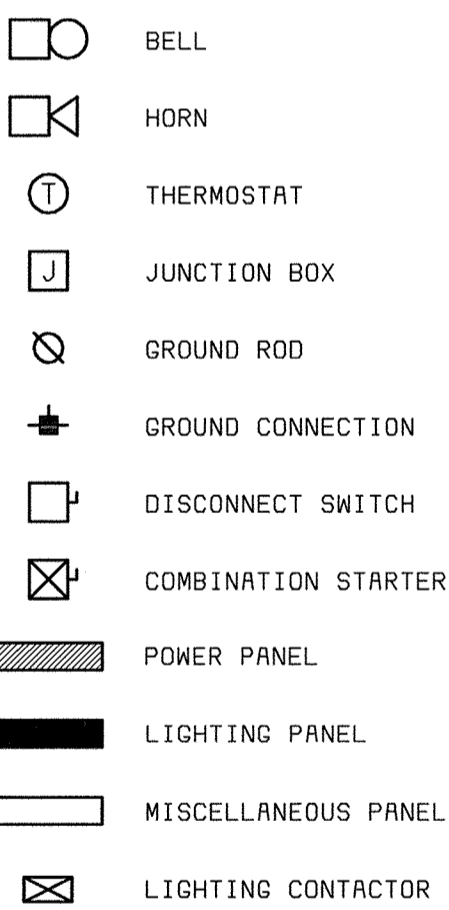 BELL
HORN
T THERMOSTAT
J JUNCTION BOX
GROUND ROD
GROUND CONNECTION
DISCONNECT SWITCH
COMBINATION STARTER
POWER PANEL
LIGHTING PANEL
MISCELLANEOUS PANEL
LIGHTING CONTACTOR